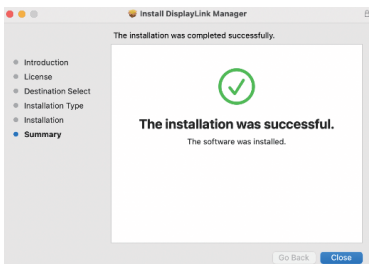 Install DisplayLink Manager
The installation was completed successfully.
Introduction
License
Destination Select
Installation Type
Installation
Summary
The installation was successful.
The software was installed.
Go Back
Close